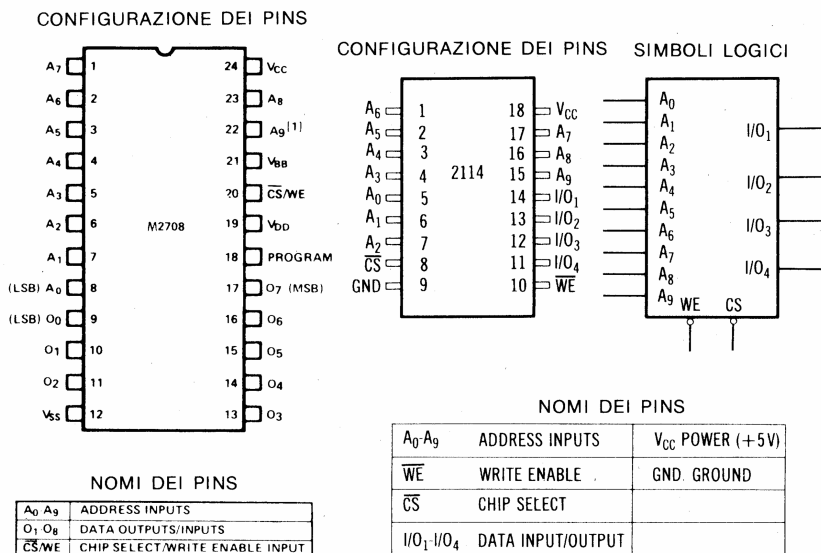 CONFIGURAZIONE DEI PINS
A7 1 24 VCC
A6 2 23 A8
A5 3 22 A9 (1)
A4 4 21 VBB
A3 5 20 C̅S̅/WE
A2 6 M2708 19 VDD
A1 7 18 PROGRAM
(LSB) A0 8 17 O7 (MSB)
(LSB) O0 9 16 O6
O1 10 15 O5
O2 11 14 O4
VSS 12 13 O3
NOMI DEI PINS
A0 A9 ADDRESS INPUTS
O1 O8 DATA OUTPUTS/INPUTS
C̅S̅/WE CHIP SELECT/WRITE ENABLE INPUT
CONFIGURAZIONE DEI PINS
A6 1 18 VCC
A5 2 17 A7
A4 3 16 A8
A3 4 2114 15 A9
A0 5 14 I/O1
A1 6 13 I/O2
A2 7 12 I/O3
C̅S̅ 8 11 I/O4
GND 9 10 W̅E̅
SIMBOLI LOGICI
A0
A1 I/O1
A2
A3
A4 I/O2
A5
A6 I/O3
A7
A8 I/O4
A9 WE CS
NOMI DEI PINS
A0-A9 ADDRESS INPUTS VCC POWER (+5V)
W̅E̅ WRITE ENABLE GND GROUND
C̅S̅ CHIP SELECT
I/O1-I/O4 DATA INPUT/OUTPUT